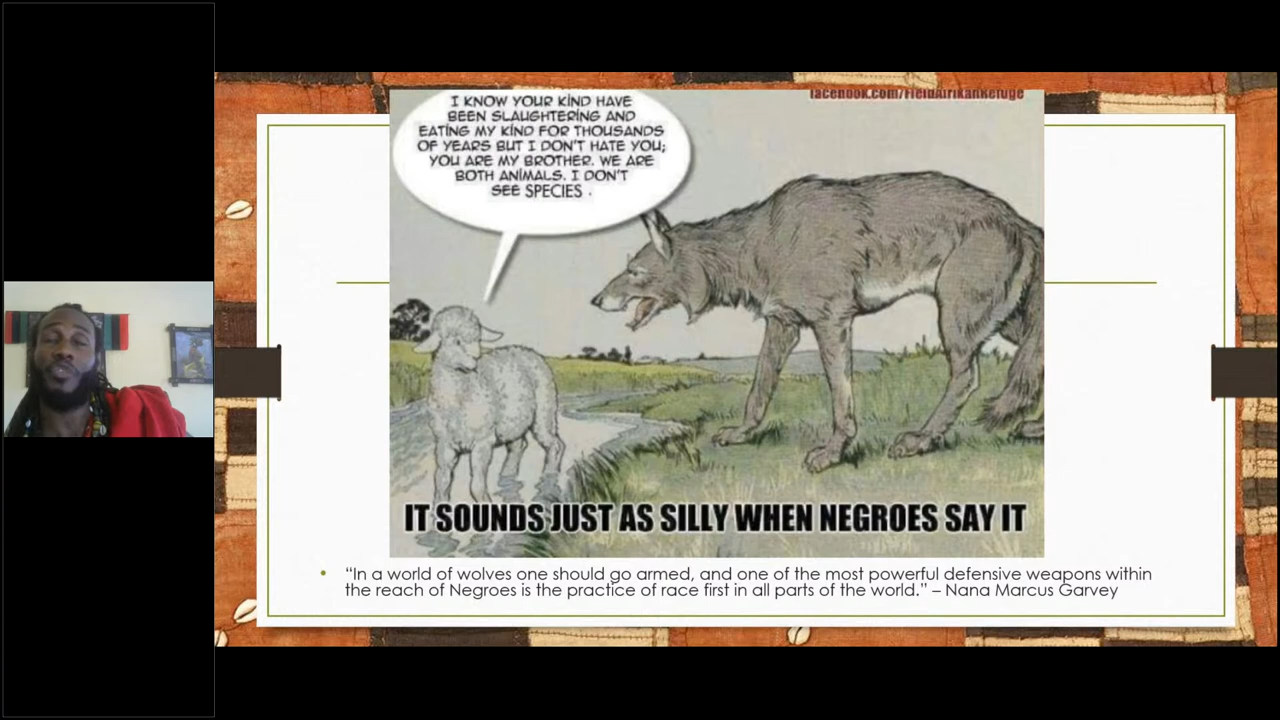 facebook.com/FieldAfrikanRefuge
I KNOW YOUR KIND HAVE
BEEN SLAUGHTERING AND
EATING MY KIND FOR THOUSANDS
OF YEARS BUT I DON'T HATE YOU;
YOU ARE MY BROTHER. WE ARE
BOTH ANIMALS. I DON'T
SEE SPECIES .
IT SOUNDS JUST AS SILLY WHEN NEGROES SAY IT
• “In a world of wolves one should go armed, and one of the most powerful defensive weapons within
the reach of Negroes is the practice of race first in all parts of the world.” – Nana Marcus Garvey